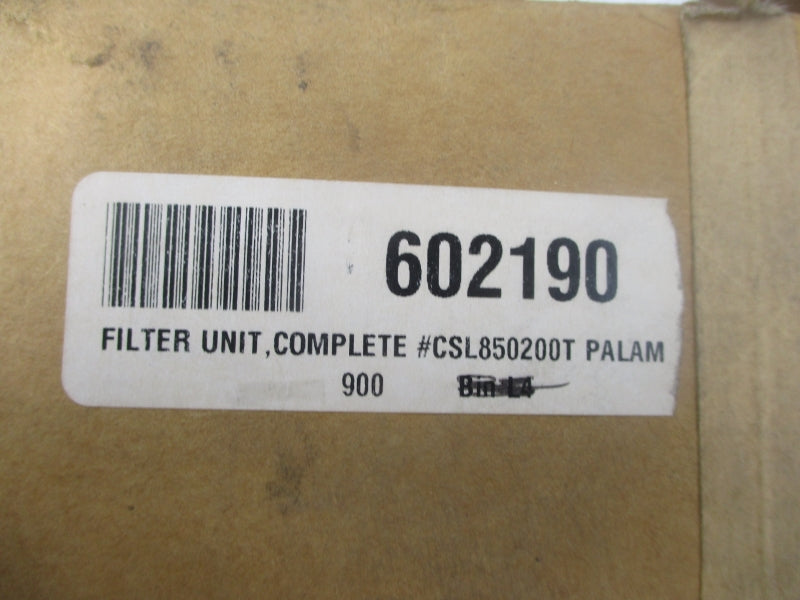 602190
FILTER UNIT,COMPLETE #CSL850200T PALAM
900 Bin L4